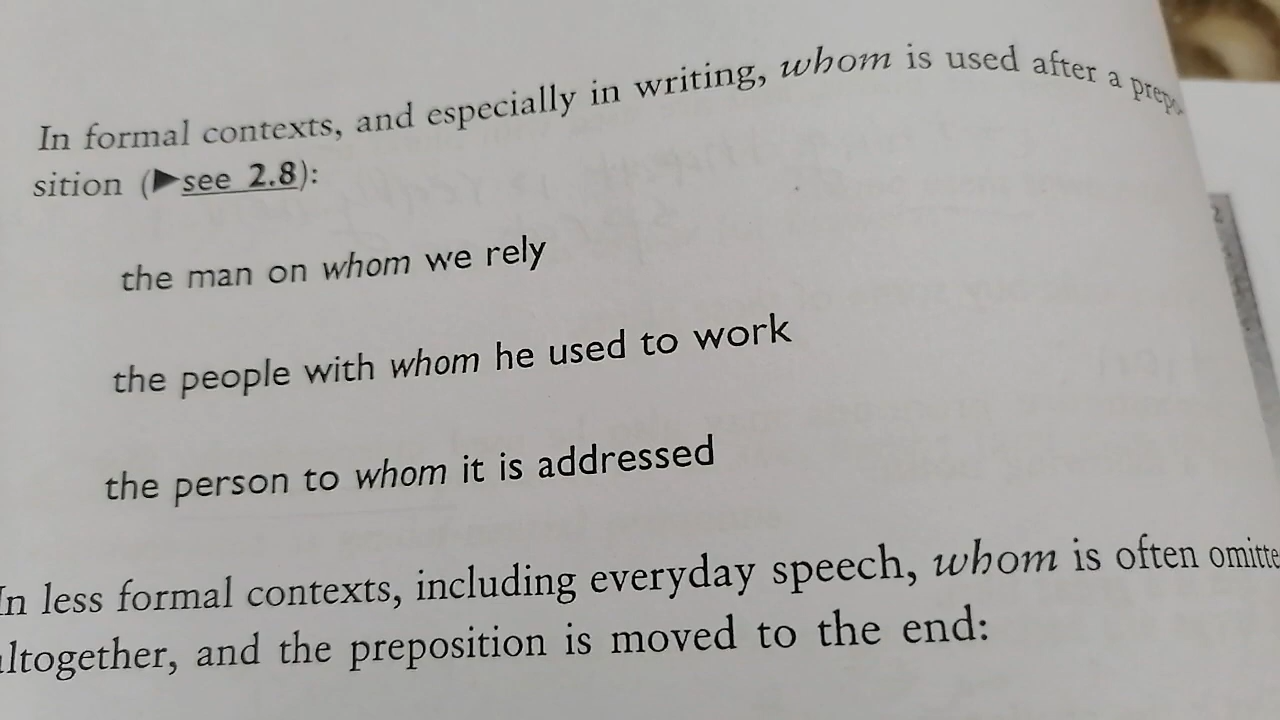 In formal contexts, and especially in writing, whom is used after a prepo-
sition (▶see 2.8):
the man on whom we rely
the people with whom he used to work
the person to whom it is addressed
In less formal contexts, including everyday speech, whom is often omitte
ltogether, and the preposition is moved to the end: